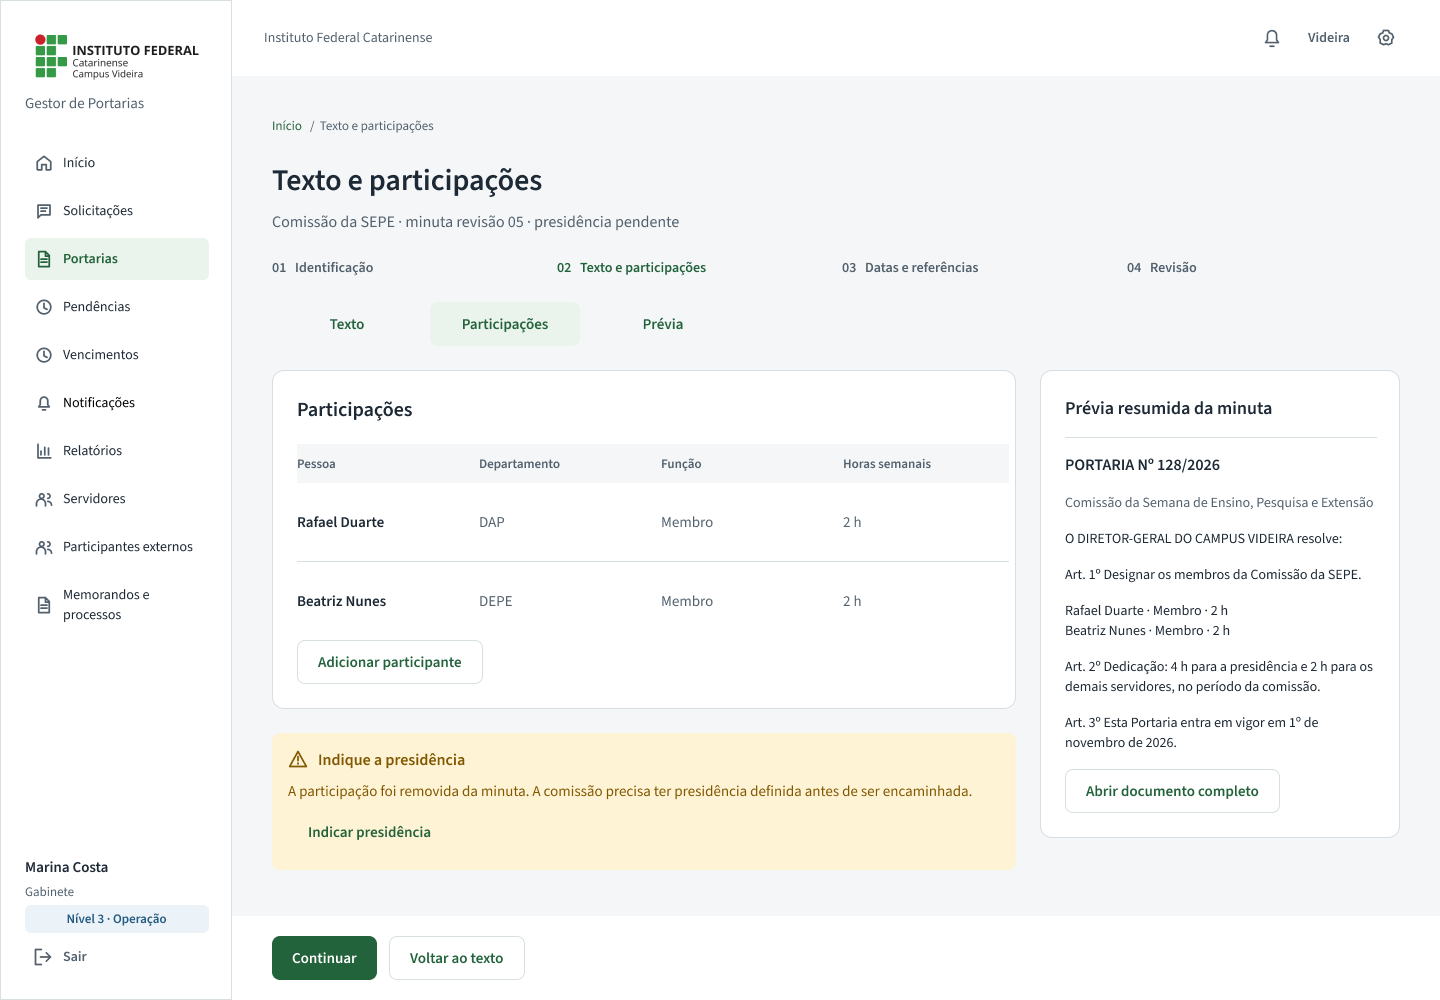 INSTITUTO FEDERAL
Catarinense
Campus Videira
Gestor de Portarias
Início
Solicitações
Portarias
Pendências
Vencimentos
Notificações
Relatórios
Servidores
Participantes externos
Memorandos e
processos
Marina Costa
Gabinete
Nível 3 · Operação
Sair
Instituto Federal Catarinense
Videira
Início / Texto e participações
Texto e participações
Comissão da SEPE · minuta revisão 05 · presidência pendente
01 Identificação
02 Texto e participações
03 Datas e referências
04 Revisão
Texto
Participações
Prévia
Participações
Pessoa Departamento Função Horas semanais
Rafael Duarte DAP Membro 2 h
Beatriz Nunes DEPE Membro 2 h
Adicionar participante
Indique a presidência
A participação foi removida da minuta. A comissão precisa ter presidência definida antes de ser encaminhada.
Indicar presidência
Prévia resumida da minuta
PORTARIA Nº 128/2026
Comissão da Semana de Ensino, Pesquisa e Extensão
O DIRETOR-GERAL DO CAMPUS VIDEIRA resolve:
Art. 1º Designar os membros da Comissão da SEPE.
Rafael Duarte · Membro · 2 h
Beatriz Nunes · Membro · 2 h
Art. 2º Dedicação: 4 h para a presidência e 2 h para os
demais servidores, no período da comissão.
Art. 3º Esta Portaria entra em vigor em 1º de
novembro de 2026.
Abrir documento completo
Continuar
Voltar ao texto